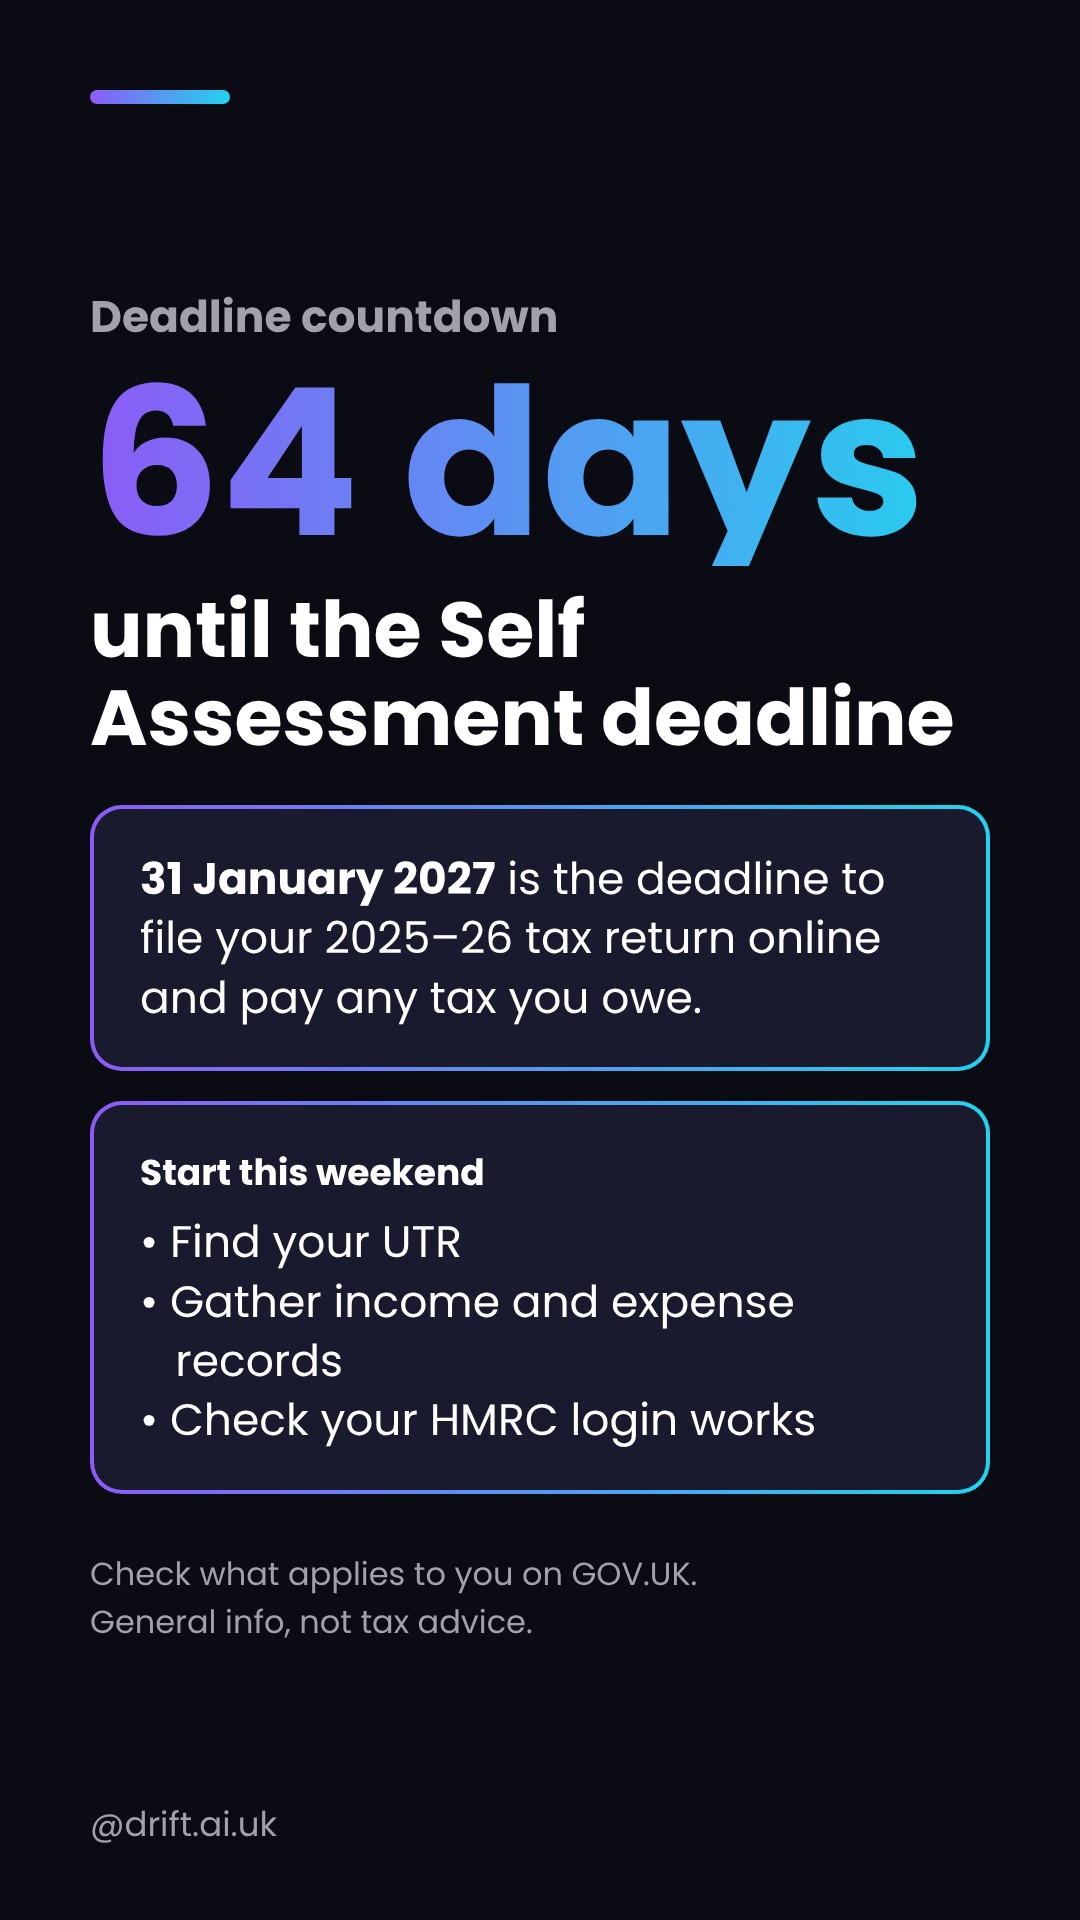 Deadline countdown
64 days
until the Self
Assessment deadline
31 January 2027 is the deadline to
file your 2025–26 tax return online
and pay any tax you owe.
Start this weekend
• Find your UTR
• Gather income and expense
records
• Check your HMRC login works
Check what applies to you on GOV.UK.
General info, not tax advice.
@drift.ai.uk